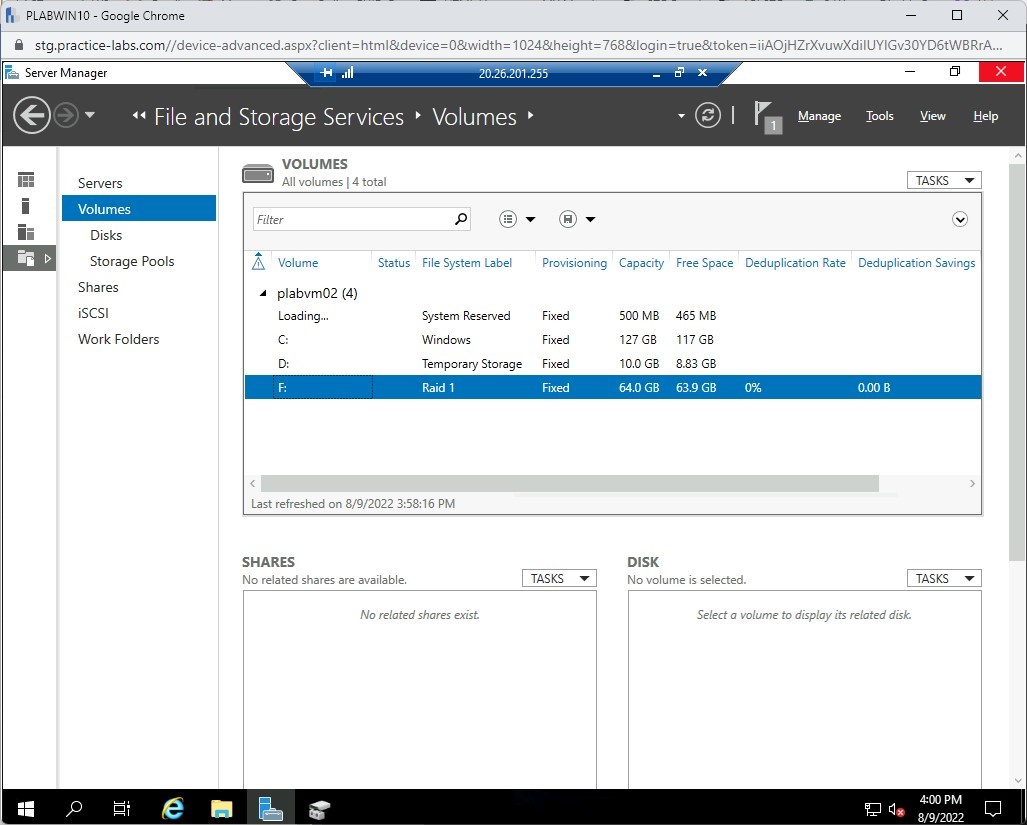 PLABWIN10 - Google Chrome
stg.practice-labs.com//device-advanced.aspx?client=html&device=0&width=1024&height=768&login=true&token=iiAOjHZrXvuwXdiIUYIGv30YD6tWBRrA...
Server Manager
20.26.201.255
File and Storage Services
Volumes
1
Manage
Tools
View
Help
Servers
Volumes
Disks
Storage Pools
Shares
iSCSI
Work Folders
VOLUMES
All volumes | 4 total
TASKS
Filter
Volume Status File System Label Provisioning Capacity Free Space Deduplication Rate Deduplication Savings
plabvm02 (4)
Loading... System Reserved Fixed 500 MB 465 MB
C: Windows Fixed 127 GB 117 GB
D: Temporary Storage Fixed 10.0 GB 8.83 GB
F: Raid 1 Fixed 64.0 GB 63.9 GB 0% 0.00 B
Last refreshed on 8/9/2022 3:58:16 PM
SHARES
No related shares are available.
TASKS
No related shares exist.
DISK
No volume is selected.
TASKS
Select a volume to display its related disk.
4:00 PM
8/9/2022